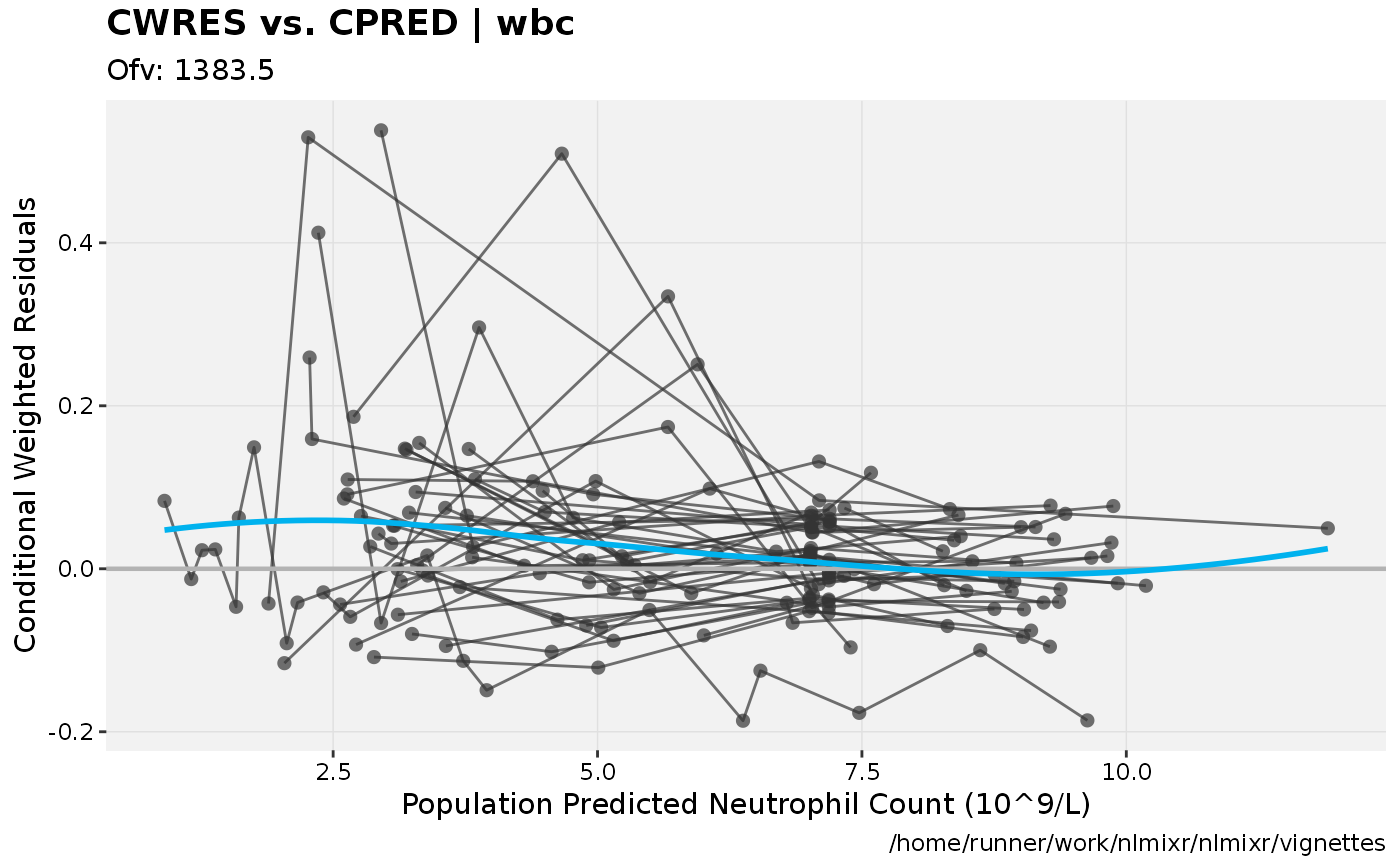 CWRES vs. CPRED | wbc
Ofv: 1383.5
Conditional Weighted Residuals
0.4
0.2
0.0
-0.2
2.5 5.0 7.5 10.0
Population Predicted Neutrophil Count (10^9/L)
/home/runner/work/nlmixr/nlmixr/vignettes